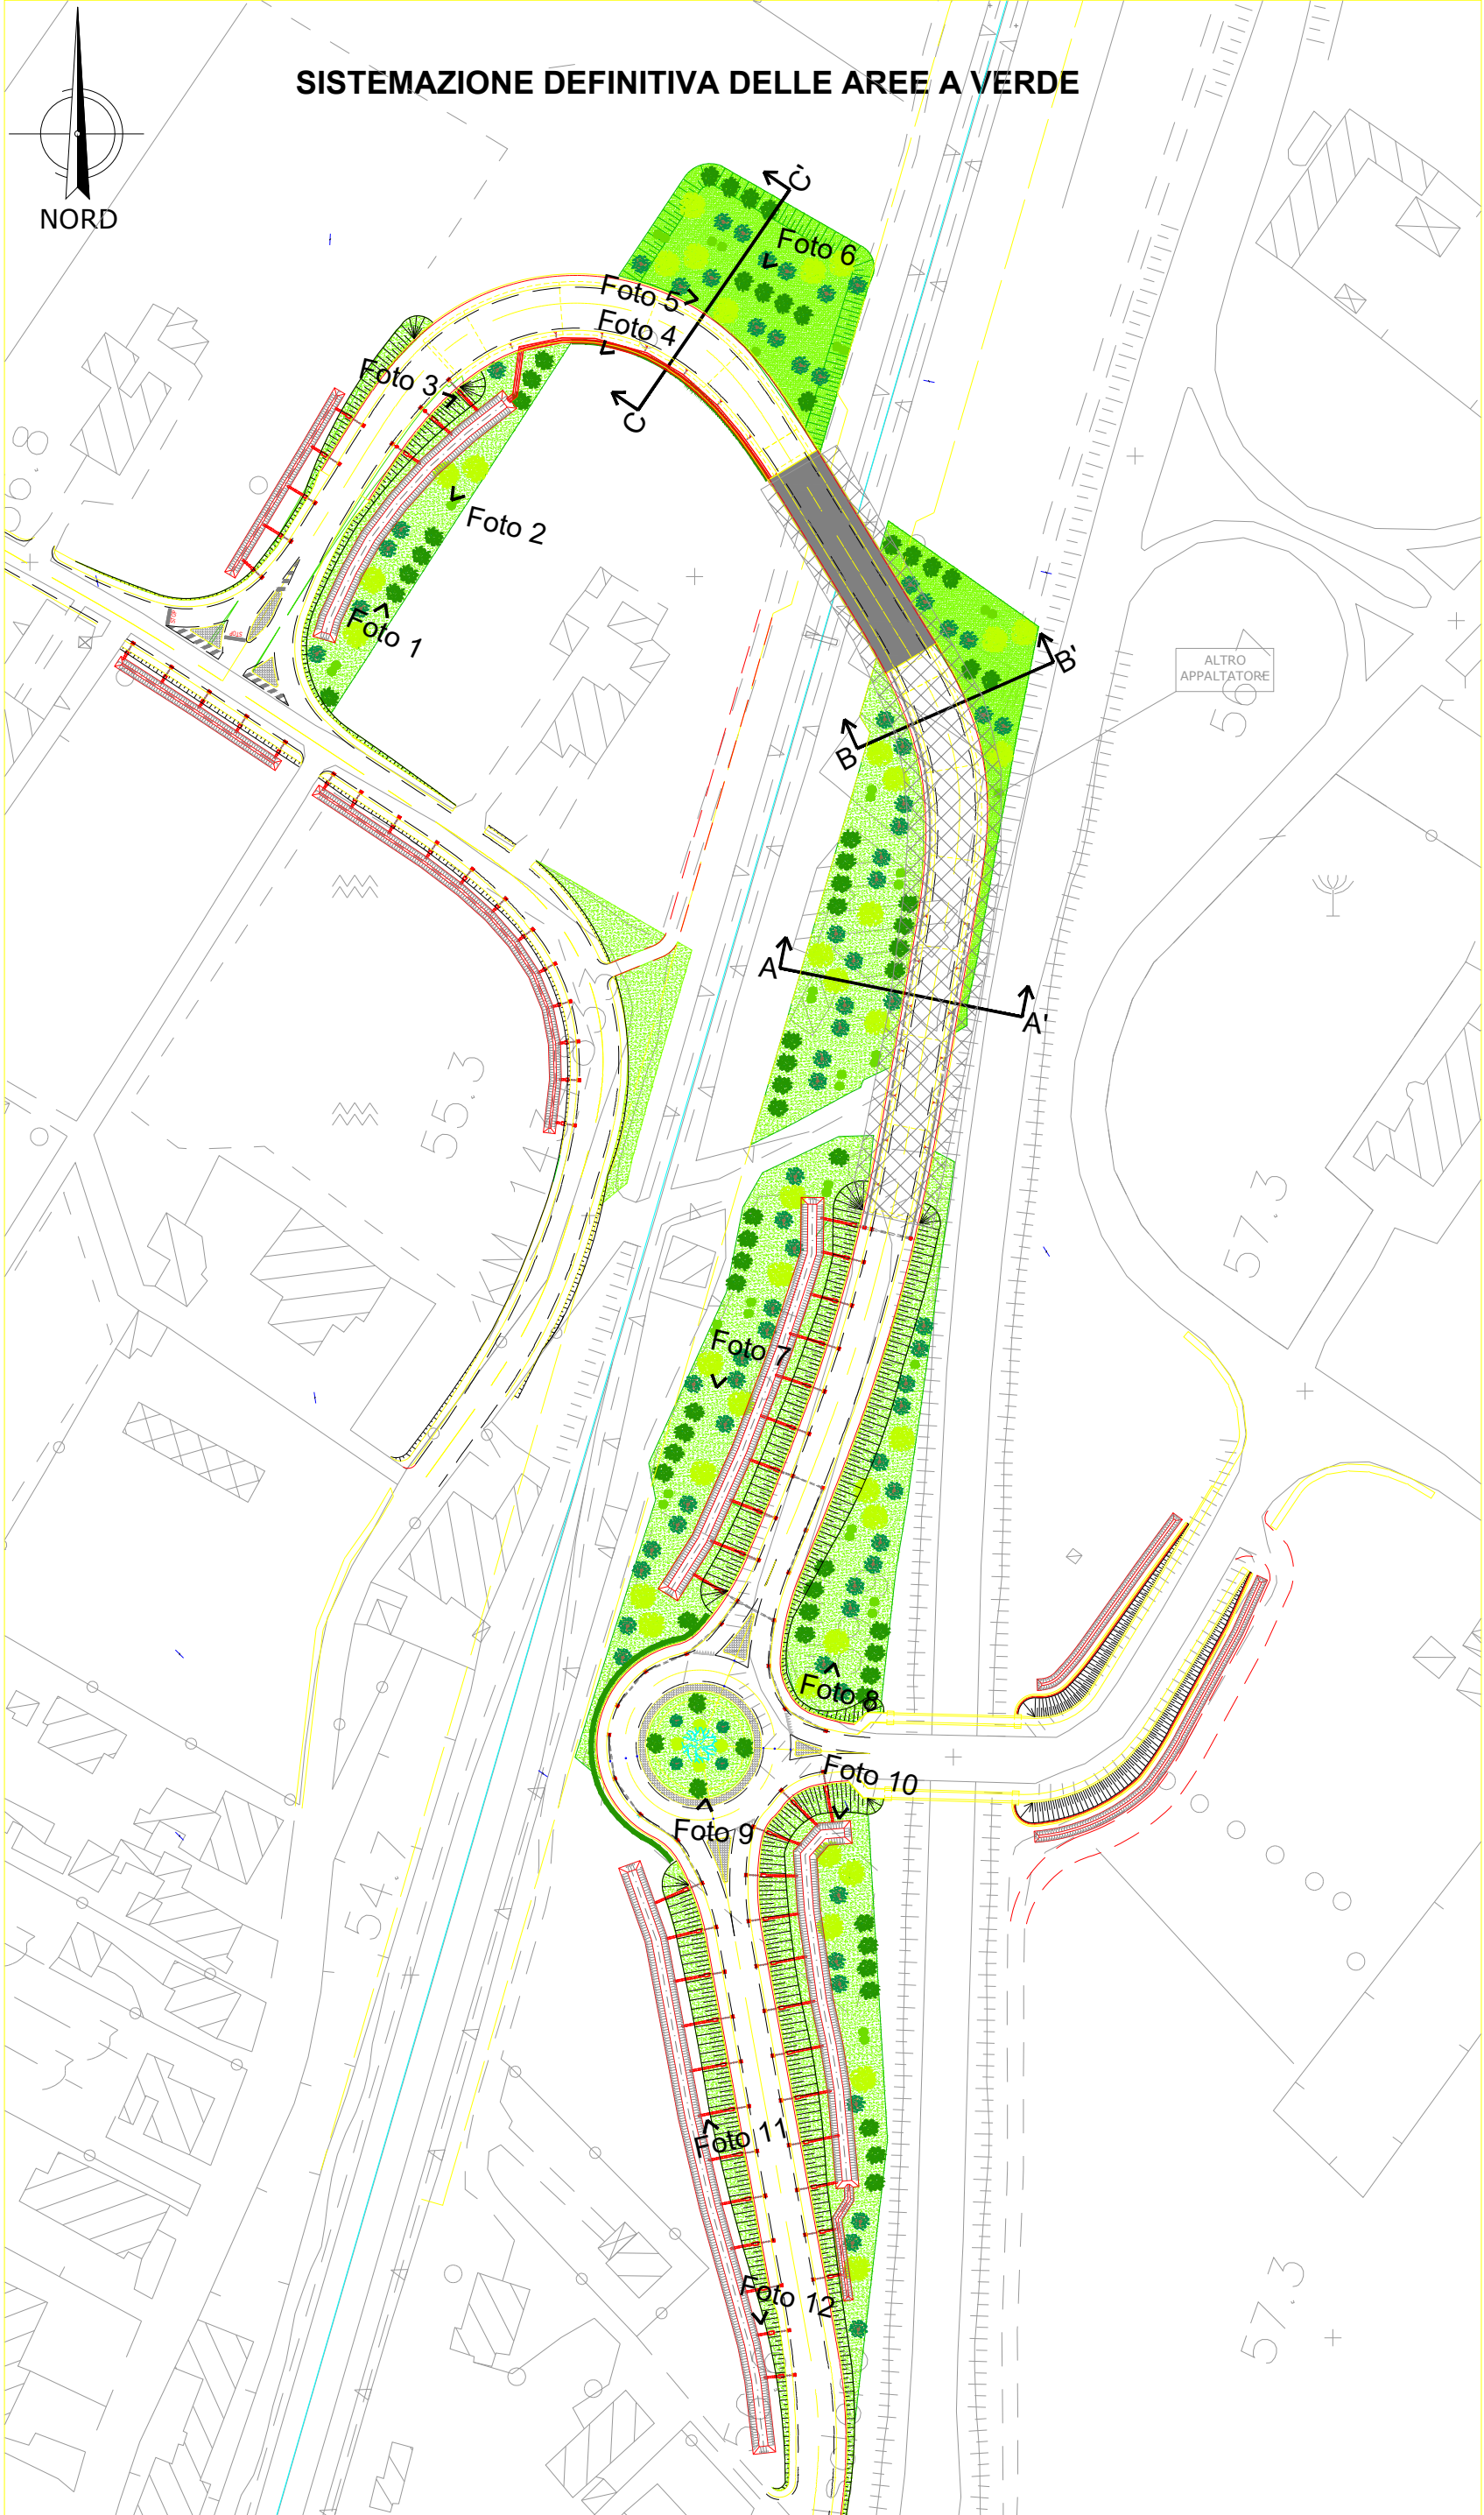 SISTEMAZIONE DEFINITIVA DELLE AREE A VERDE
NORD
C'
Foto 6
Foto 5
Foto 4
Foto 3
C
Foto 2
Foto 1
STOP
STOP
B'
ALTRO
APPALTATORE
B
A
A'
55.3
57.3
Foto 7
Foto 8
Foto 10
Foto 9
54.
Foto 11
Foto 12
57.3